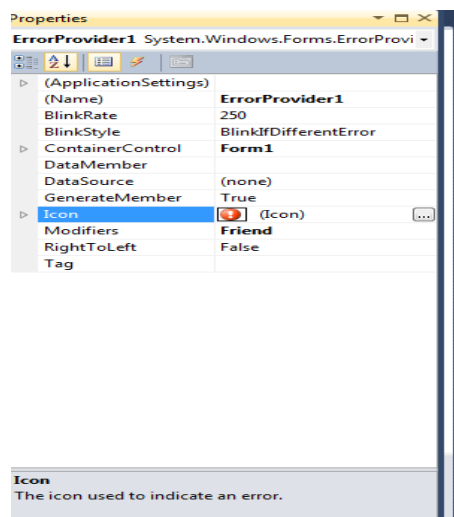 Properties
ErrorProvider1 System.Windows.Forms.ErrorProvi
(ApplicationSettings)
(Name) ErrorProvider1
BlinkRate 250
BlinkStyle BlinkIfDifferentError
ContainerControl Form1
DataMember
DataSource (none)
GenerateMember True
Icon (Icon) ...
Modifiers Friend
RightToLeft False
Tag
Icon
The icon used to indicate an error.